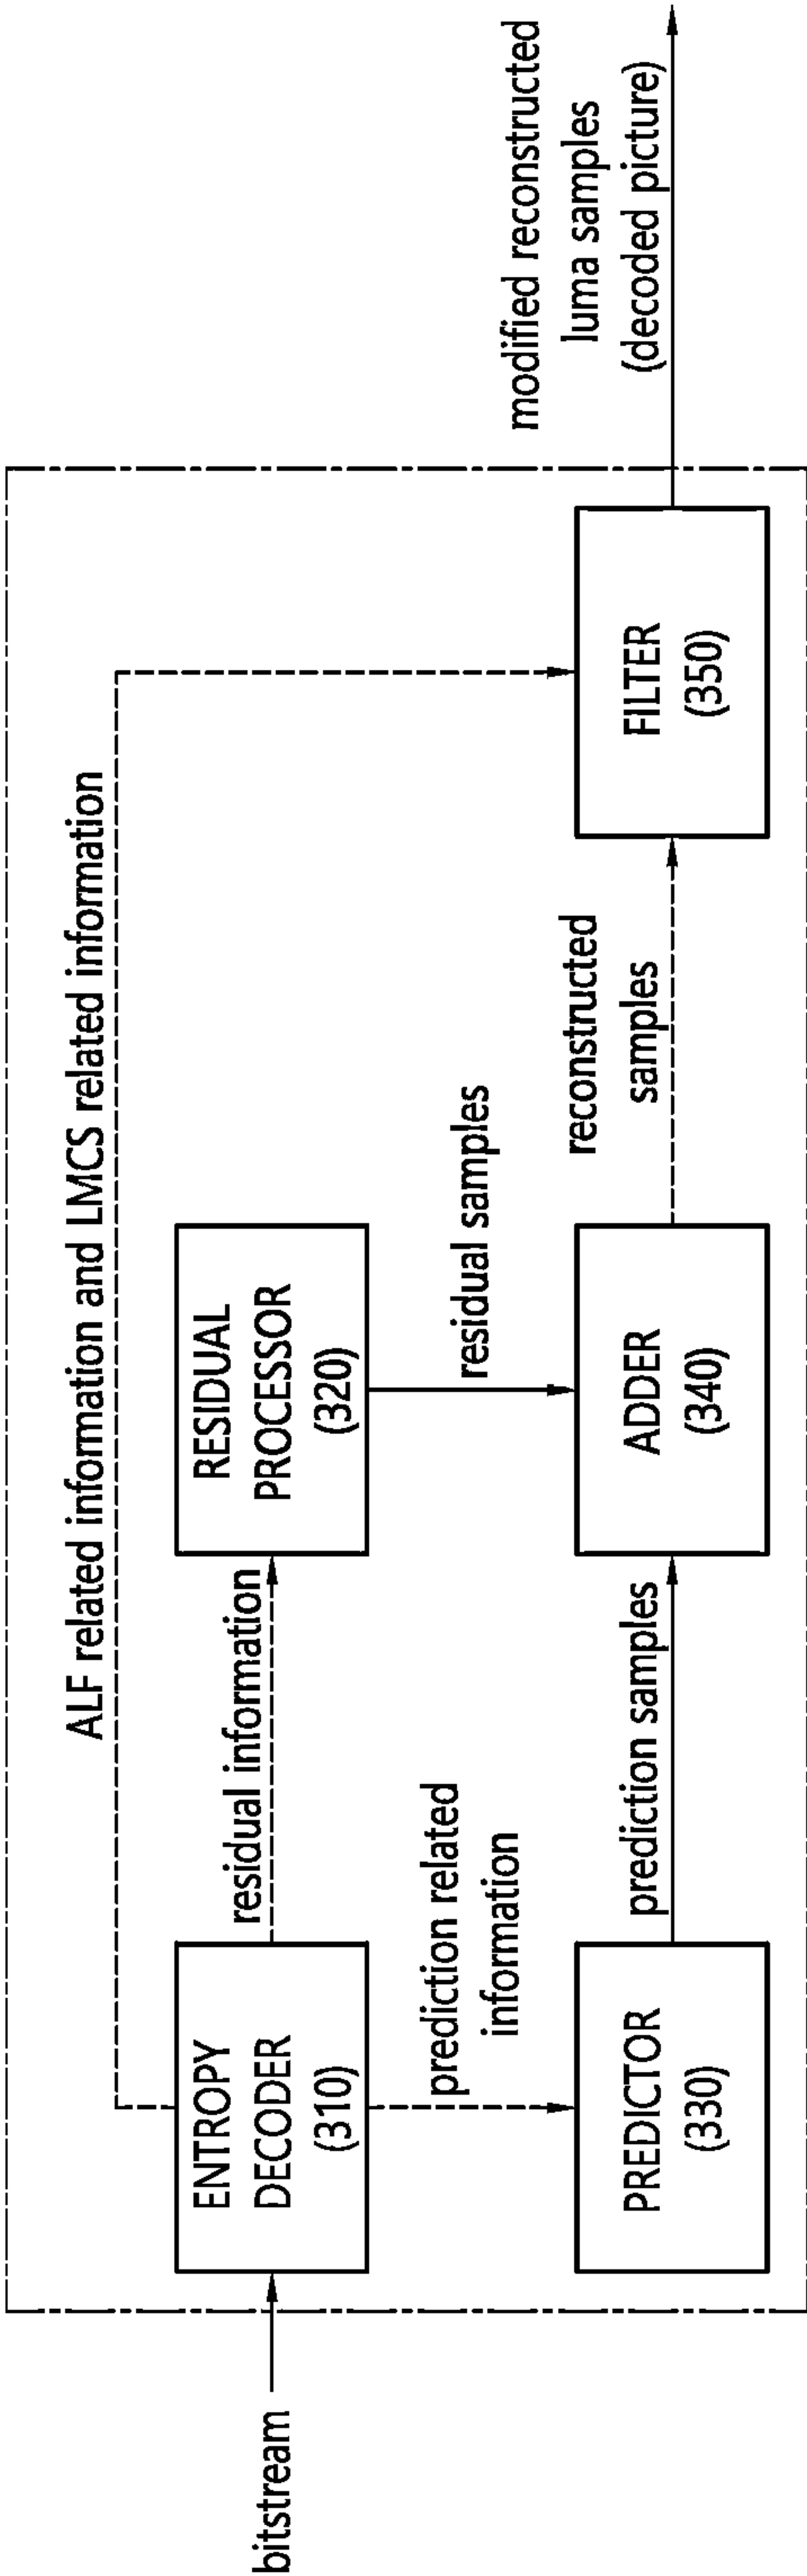 ALF related information and LMCS related information
bitstream
ENTROPY
DECODER
(310)
residual information
RESIDUAL
PROCESSOR
(320)
prediction related
information
residual samples
PREDICTOR
(330)
prediction samples
ADDER
(340)
reconstructed
samples
FILTER
(350)
modified reconstructed
luma samples
(decoded picture)